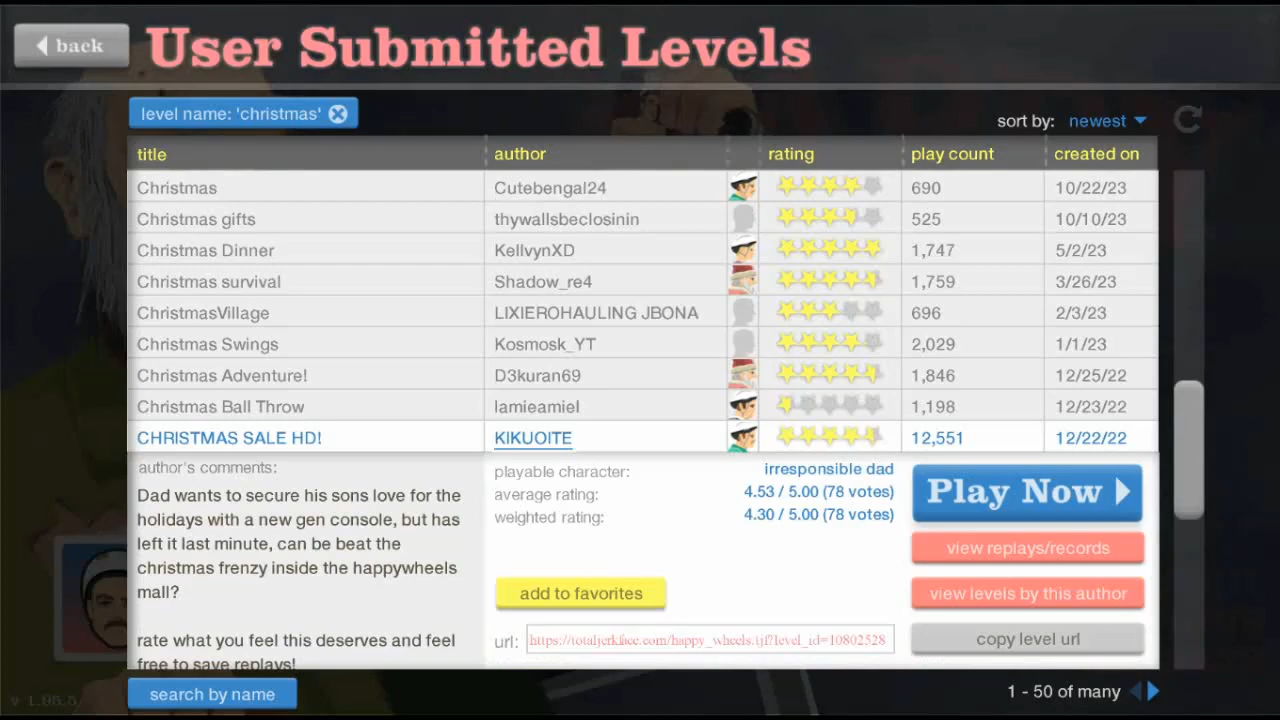 back
User Submitted Levels
level name: 'christmas'
sort by: newest
title author rating play count created on
Christmas Cutebengal24 690 10/22/23
Christmas gifts thywallsbeclosinin 525 10/10/23
Christmas Dinner KellvynXD 1,747 5/2/23
Christmas survival Shadow_re4 1,759 3/26/23
ChristmasVillage LIXIEROHAULING JBONA 696 2/3/23
Christmas Swings Kosmosk_YT 2,029 1/1/23
Christmas Adventure! D3kuran69 1,846 12/25/22
Christmas Ball Throw lamieamiel 1,198 12/23/22
CHRISTMAS SALE HD! KIKUOITE 12,551 12/22/22
author's comments:
Dad wants to secure his sons love for the
holidays with a new gen console, but has
left it last minute, can be beat the
christmas frenzy inside the happywheels
mall?
rate what you feel this deserves and feel
free to save replays!
playable character: irresponsible dad
average rating: 4.53 / 5.00 (78 votes)
weighted rating: 4.30 / 5.00 (78 votes)
add to favorites
url: https://totaljerkface.com/happy_wheels.tjf?level_id=10802528
Play Now
view replays/records
view levels by this author
copy level url
search by name
1 - 50 of many